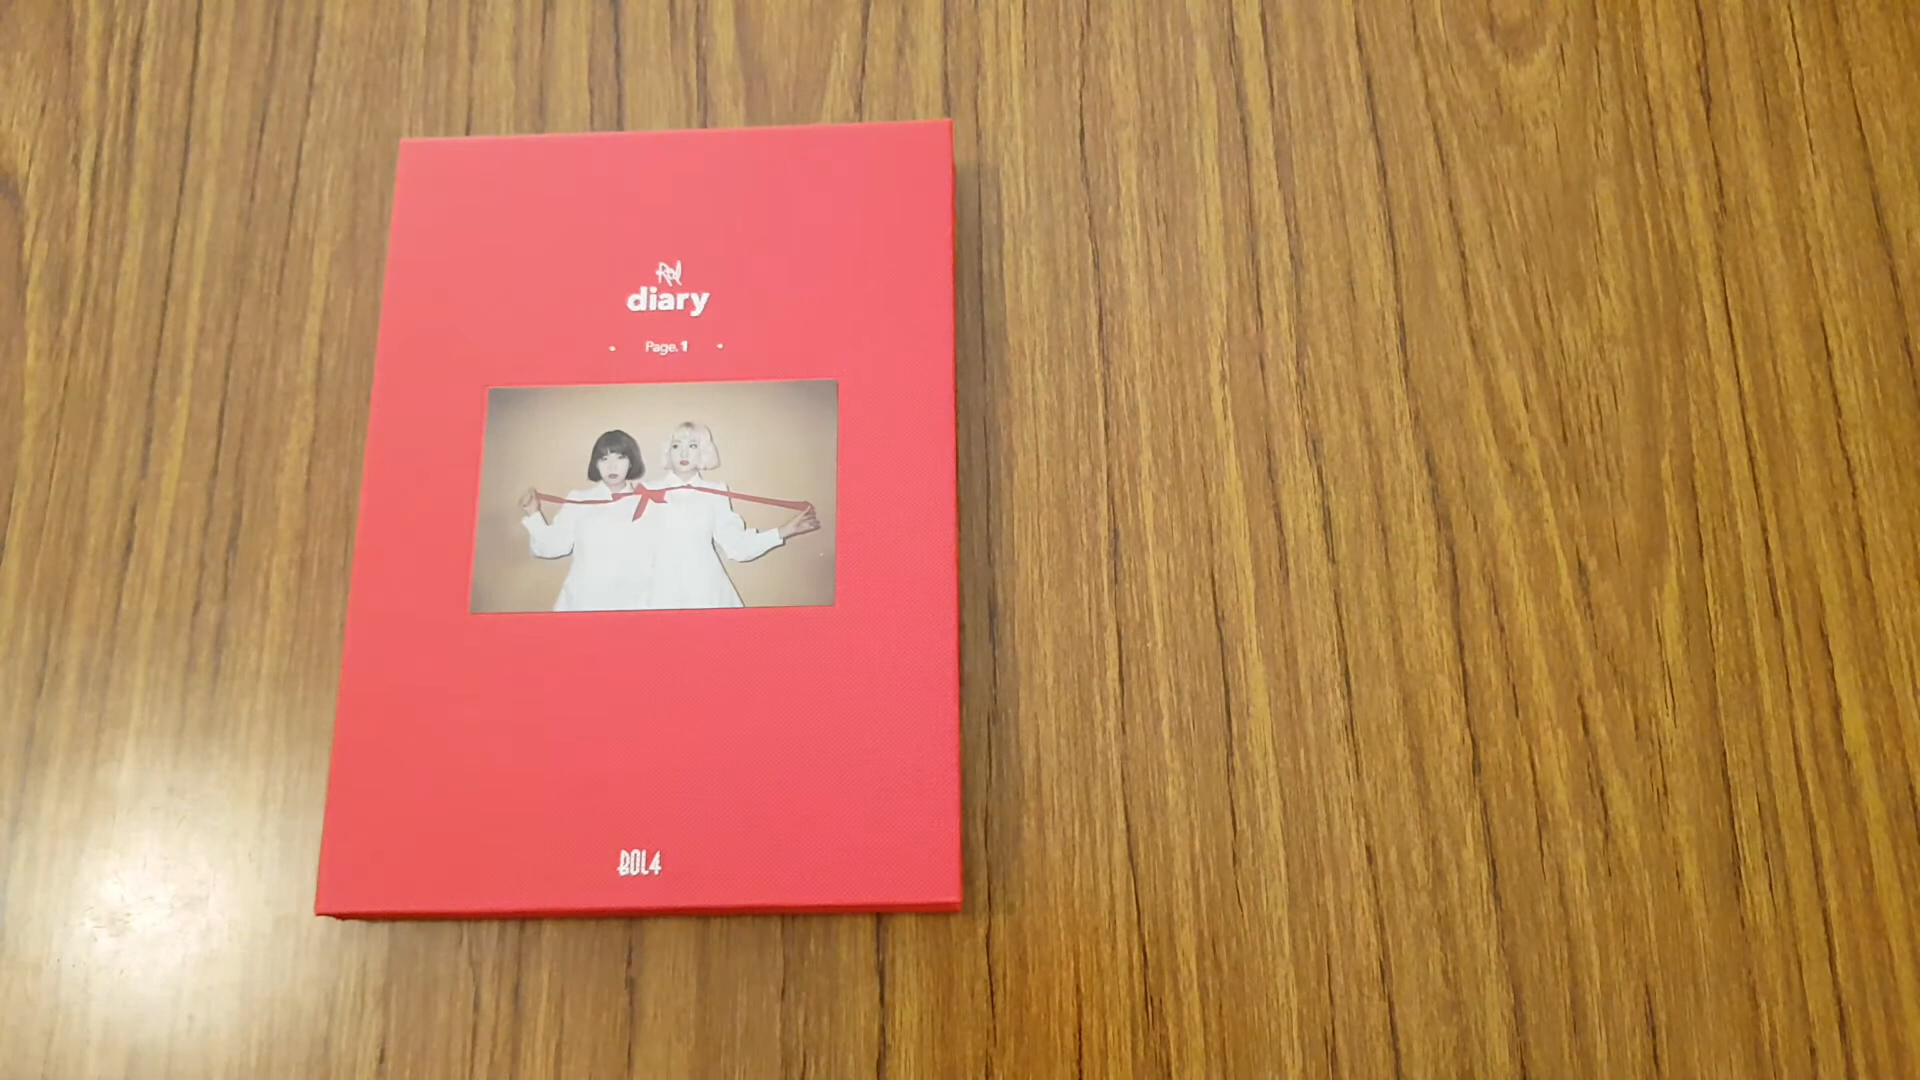 Red
diary
• Page.1 •
BOL4